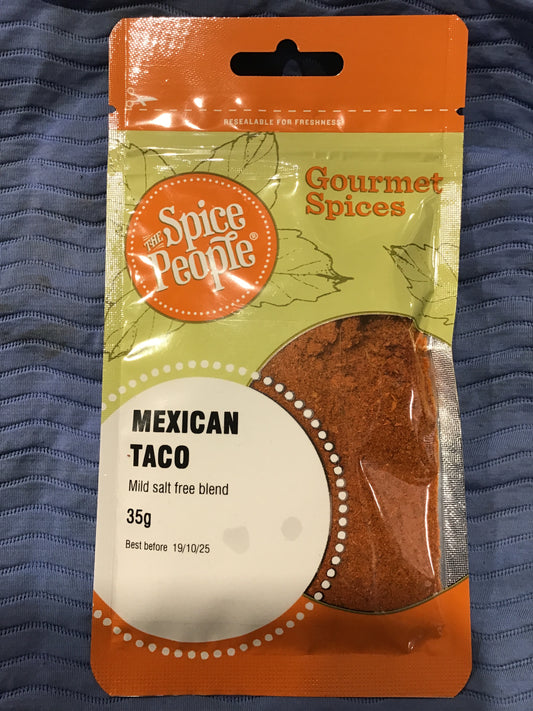 RESEALABLE FOR FRESHNESS
THE Spice
People®
Gourmet
Spices
MEXICAN
TACO
Mild salt free blend
35g
Best before 19/10/25